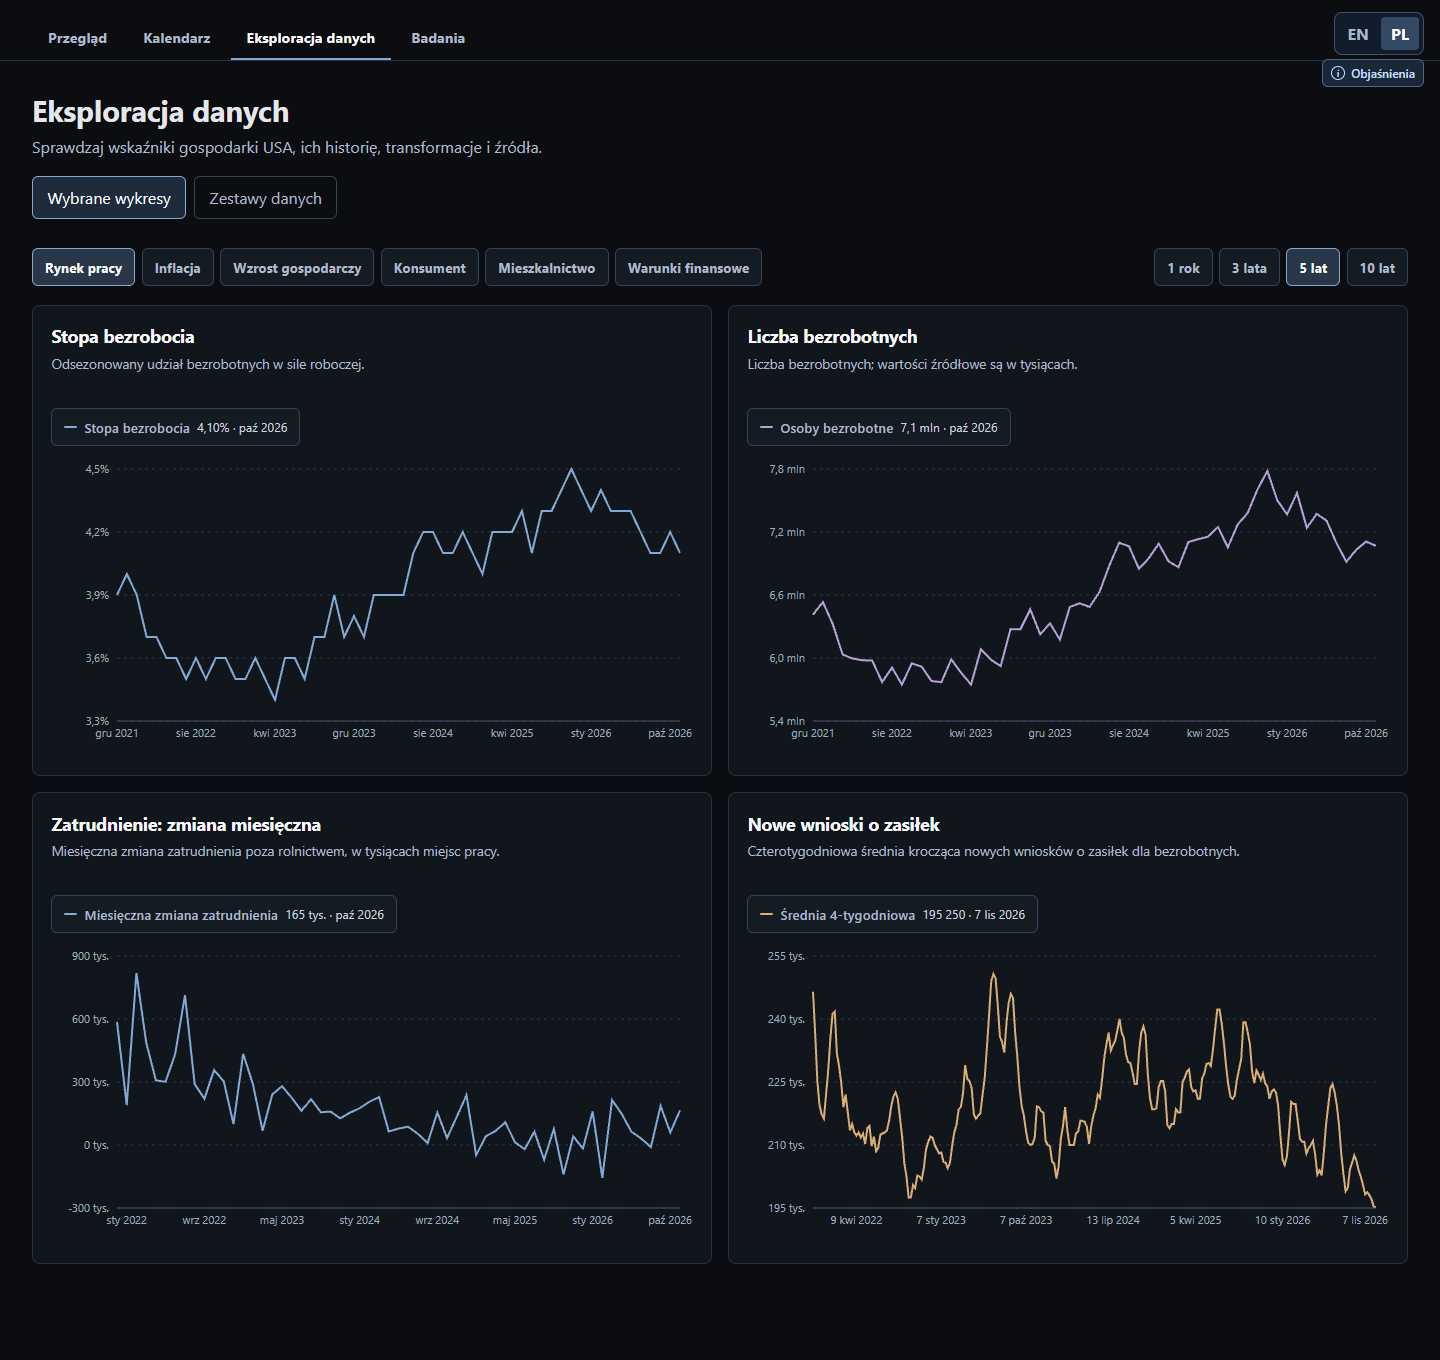 Przegląd Kalendarz Eksploracja danych Badania EN PL
Objaśnienia
Eksploracja danych
Sprawdzaj wskaźniki gospodarki USA, ich historię, transformacje i źródła.
Wybrane wykresy Zestawy danych
Rynek pracy Inflacja Wzrost gospodarczy Konsument Mieszkalnictwo Warunki finansowe 1 rok 3 lata 5 lat 10 lat
Stopa bezrobocia
Odsezonowany udział bezrobotnych w sile roboczej.
Stopa bezrobocia 4,10% · paź 2026
4,5%
4,2%
3,9%
3,6%
3,3%
gru 2021 sie 2022 kwi 2023 gru 2023 sie 2024 kwi 2025 sty 2026 paź 2026
Liczba bezrobotnych
Liczba bezrobotnych; wartości źródłowe są w tysiącach.
Osoby bezrobotne 7,1 mln · paź 2026
7,8 mln
7,2 mln
6,6 mln
6,0 mln
5,4 mln
gru 2021 sie 2022 kwi 2023 gru 2023 sie 2024 kwi 2025 sty 2026 paź 2026
Zatrudnienie: zmiana miesięczna
Miesięczna zmiana zatrudnienia poza rolnictwem, w tysiącach miejsc pracy.
Miesięczna zmiana zatrudnienia 165 tys. · paź 2026
900 tys.
600 tys.
300 tys.
0 tys.
-300 tys.
sty 2022 wrz 2022 maj 2023 sty 2024 wrz 2024 maj 2025 sty 2026 paź 2026
Nowe wnioski o zasiłek
Czterotygodniowa średnia krocząca nowych wniosków o zasiłek dla bezrobotnych.
Średnia 4-tygodniowa 195 250 · 7 lis 2026
255 tys.
240 tys.
225 tys.
210 tys.
195 tys.
9 kwi 2022 7 sty 2023 7 paź 2023 13 lip 2024 5 kwi 2025 10 sty 2026 7 lis 2026